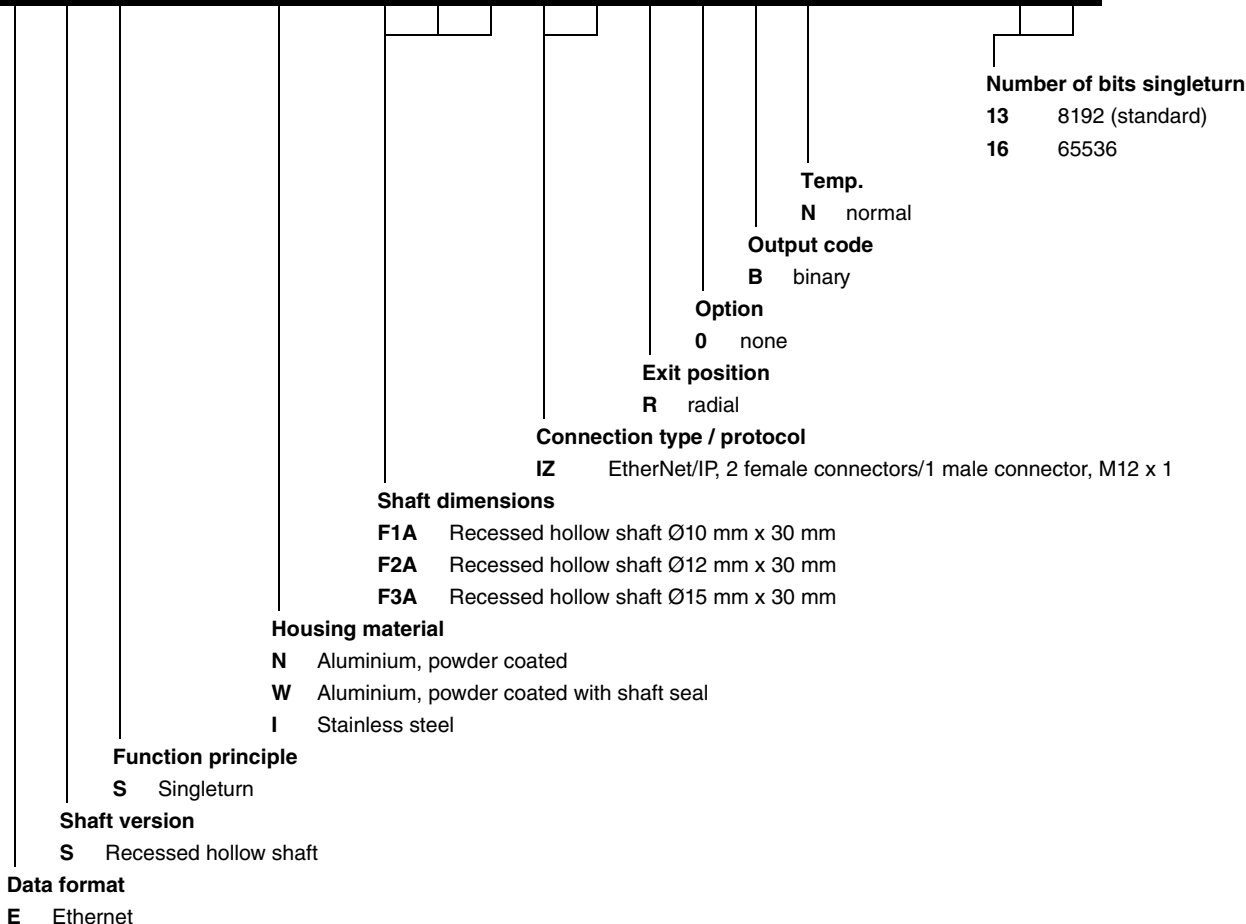 Number of bits singleturn
13 8192 (standard)
16 65536
Temp.
N normal
Output code
B binary
Option
0 none
Exit position
R radial
Connection type / protocol
IZ EtherNet/IP, 2 female connectors/1 male connector, M12 x 1
Shaft dimensions
F1A Recessed hollow shaft Ø10 mm x 30 mm
F2A Recessed hollow shaft Ø12 mm x 30 mm
F3A Recessed hollow shaft Ø15 mm x 30 mm
Housing material
N Aluminium, powder coated
W Aluminium, powder coated with shaft seal
I Stainless steel
Function principle
S Singleturn
Shaft version
S Recessed hollow shaft
Data format
E Ethernet